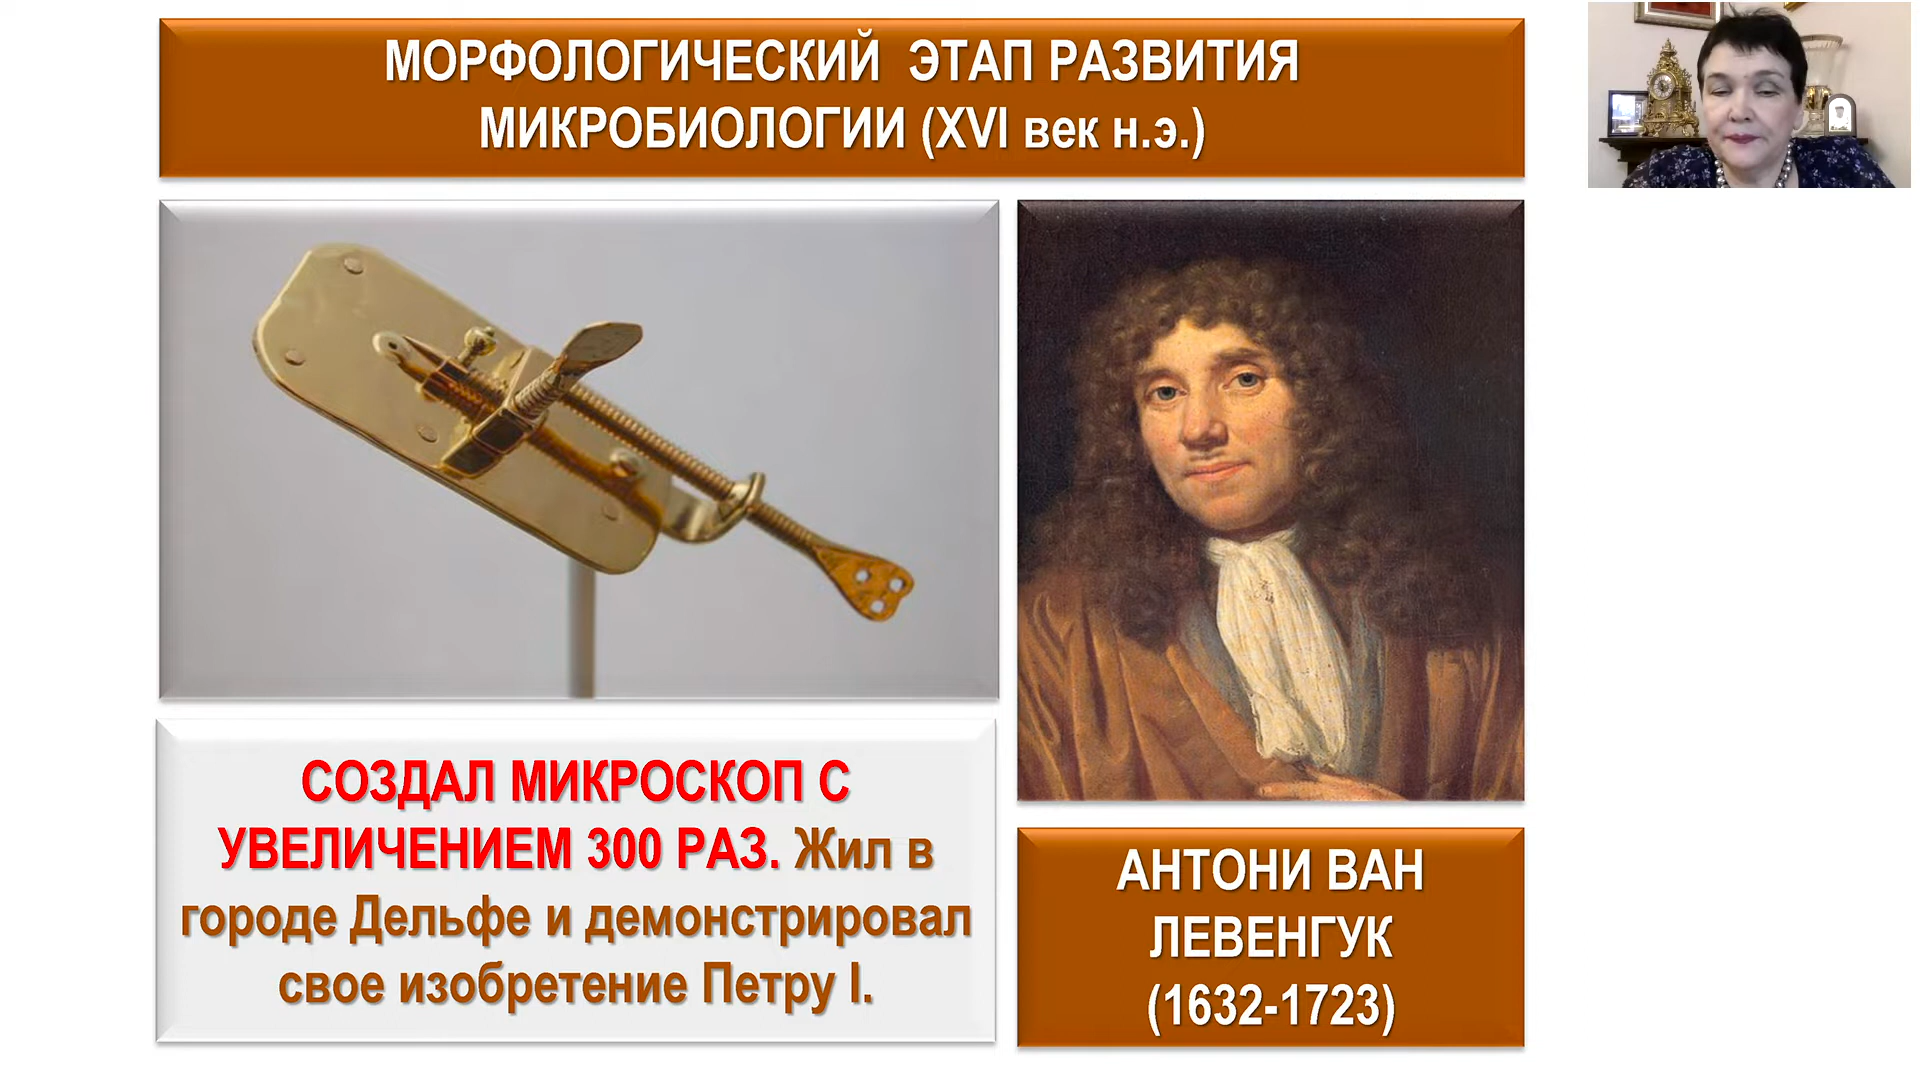 МОРФОЛОГИЧЕСКИЙ ЭТАП РАЗВИТИЯ
МИКРОБИОЛОГИИ (XVI век н.э.)
СОЗДАЛ МИКРОСКОП С
УВЕЛИЧЕНИЕМ 300 РАЗ. Жил в
городе Дельфе и демонстрировал
свое изобретение Петру I.
АНТОНИ ВАН
ЛЕВЕНГУК
(1632-1723)